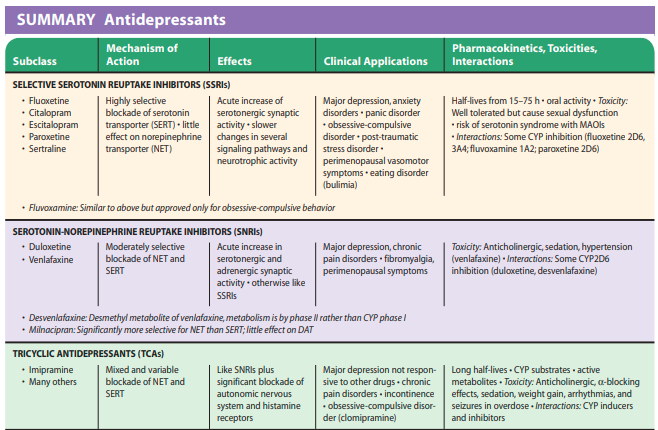 SUMMARY Antidepressants
Subclass
Mechanism of
Action
Effects
Clinical Applications
Pharmacokinetics, Toxicities,
Interactions
SELECTIVE SEROTONIN REUPTAKE INHIBITORS (SSRIs)
• Fluoxetine
• Citalopram
• Escitalopram
• Paroxetine
• Sertraline
Highly selective
blockade of serotonin
transporter (SERT) • little
effect on norepinephrine
transporter (NET)
Acute increase of
serotonergic synaptic
activity • slower
changes in several
signaling pathways and
neurotrophic activity
Major depression, anxiety
disorders • panic disorder
• obsessive-compulsive
disorder • post-traumatic
stress disorder •
perimenopausal vasomotor
symptoms • eating disorder
(bulimia)
Half-lives from 15–75 h • oral activity • Toxicity:
Well tolerated but cause sexual dysfunction
• risk of serotonin syndrome with MAOIs
• Interactions: Some CYP inhibition (fluoxetine 2D6,
3A4; fluvoxamine 1A2; paroxetine 2D6)
• Fluvoxamine: Similar to above but approved only for obsessive-compulsive behavior
SEROTONIN-NOREPINEPHRINE REUPTAKE INHIBITORS (SNRIs)
• Duloxetine
• Venlafaxine
Moderately selective
blockade of NET and
SERT
Acute increase in
serotonergic and
adrenergic synaptic
activity • otherwise like
SSRIs
Major depression, chronic
pain disorders • fibromyalgia,
perimenopausal symptoms
Toxicity: Anticholinergic, sedation, hypertension
(venlafaxine) • Interactions: Some CYP2D6
inhibition (duloxetine, desvenlafaxine)
• Desvenlafaxine: Desmethyl metabolite of venlafaxine, metabolism is by phase II rather than CYP phase I
• Milnacipran: Significantly more selective for NET than SERT; little effect on DAT
TRICYCLIC ANTIDEPRESSANTS (TCAs)
• Imipramine
• Many others
Mixed and variable
blockade of NET and
SERT
Like SNRIs plus
significant blockade of
autonomic nervous
system and histamine
receptors
Major depression not respon-
sive to other drugs • chronic
pain disorders • incontinence
• obsessive-compulsive disor-
der (clomipramine)
Long half-lives • CYP substrates • active
metabolites • Toxicity: Anticholinergic, α-blocking
effects, sedation, weight gain, arrhythmias, and
seizures in overdose • Interactions: CYP inducers
and inhibitors